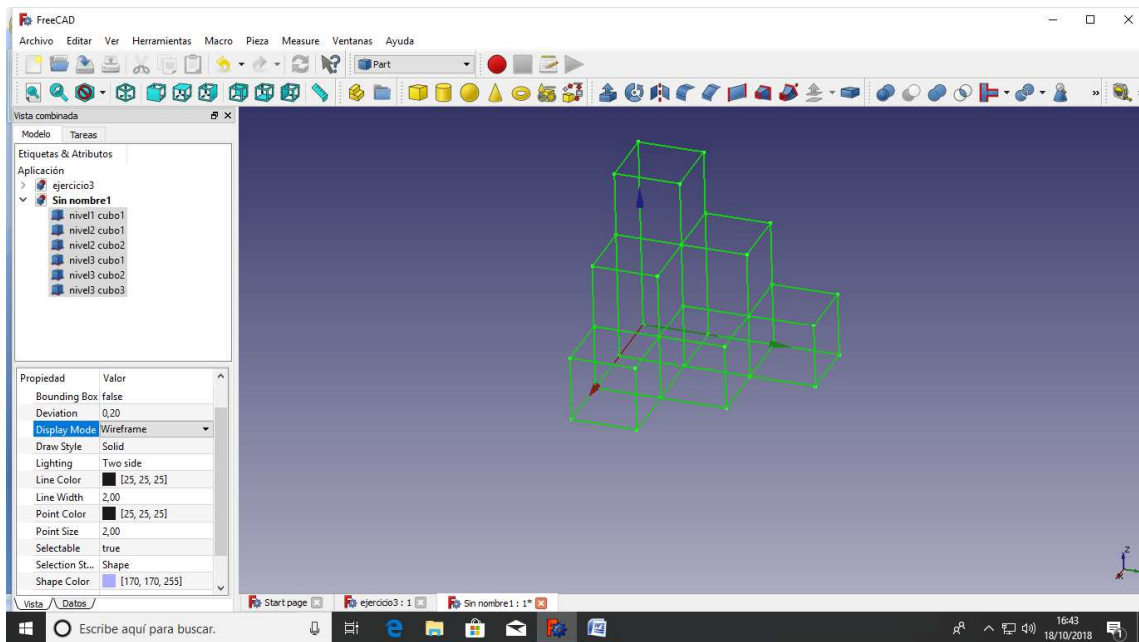 FreeCAD
Archivo Editar Ver Herramientas Macro Pieza Measure Ventanas Ayuda
Part
Vista combinada
Modelo Tareas
Etiquetas & Atributos
Aplicación
ejercicio3
Sin nombre1
nivel1 cubo1
nivel2 cubo1
nivel2 cubo2
nivel3 cubo1
nivel3 cubo2
nivel3 cubo3
Propiedad Valor
Bounding Box false
Deviation 0,20
Display Mode Wireframe
Draw Style Solid
Lighting Two side
Line Color [25, 25, 25]
Line Width 2,00
Point Color [25, 25, 25]
Point Size 2,00
Selectable true
Selection St... Shape
Shape Color [170, 170, 255]
Vista Datos
Z
Start page ejercicio3 : 1 Sin nombre1 : 1*
Escribe aquí para buscar.
16:43
18/10/2018